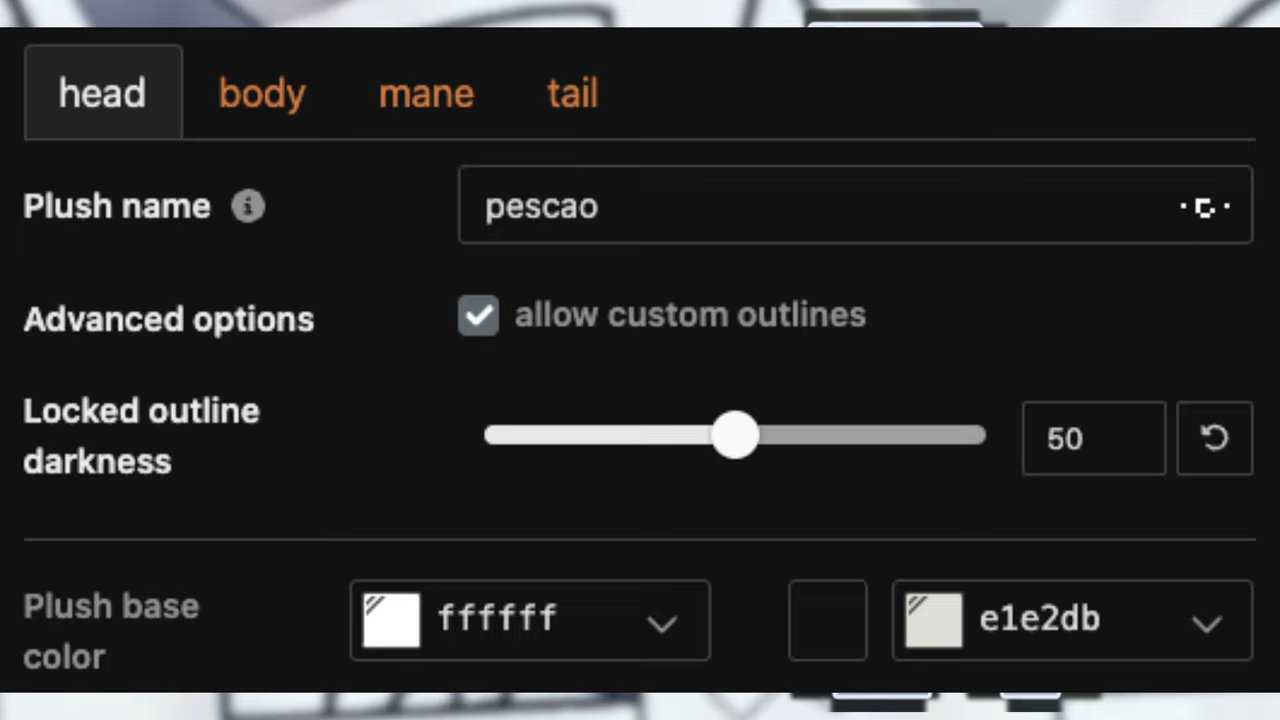 head body mane tail
Plush name pescao
Advanced options allow custom outlines
Locked outline
darkness
50
Plush base
color
ffffff e1e2db